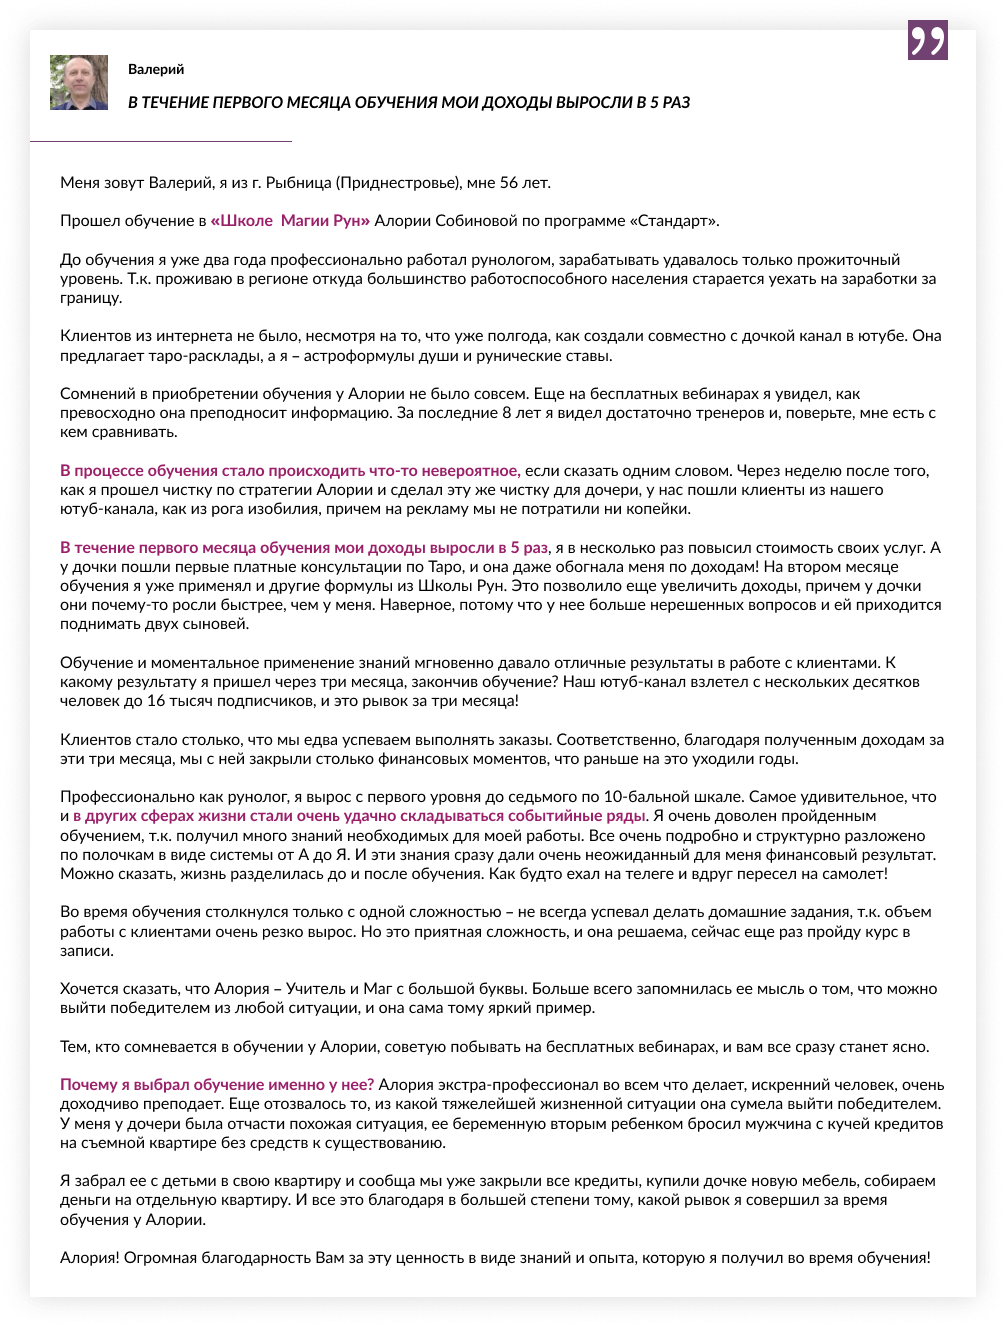 Валерий
В ТЕЧЕНИЕ ПЕРВОГО МЕСЯЦА ОБУЧЕНИЯ МОИ ДОХОДЫ ВЫРОСЛИ В 5 РАЗ
Меня зовут Валерий, я из г. Рыбница (Приднестровье), мне 56 лет.
Прошел обучение в «Школе Магии Рун» Алории Собиновой по программе «Стандарт».
До обучения я уже два года профессионально работал рунологом, зарабатывать удавалось только прожиточный
уровень. Т.к. проживаю в регионе откуда большинство работоспособного населения старается уехать на заработки за
границу.
Клиентов из интернета не было, несмотря на то, что уже полгода, как создали совместно с дочкой канал в ютубе. Она
предлагает таро-расклады, а я – астроформулы души и рунические ставы.
Сомнений в приобретении обучения у Алории не было совсем. Еще на бесплатных вебинарах я увидел, как
превосходно она преподносит информацию. За последние 8 лет я видел достаточно тренеров и, поверьте, мне есть с
кем сравнивать.
В процессе обучения стало происходить что-то невероятное, если сказать одним словом. Через неделю после того,
как я прошел чистку по стратегии Алории и сделал эту же чистку для дочери, у нас пошли клиенты из нашего
ютуб-канала, как из рога изобилия, причем на рекламу мы не потратили ни копейки.
В течение первого месяца обучения мои доходы выросли в 5 раз, я в несколько раз повысил стоимость своих услуг. А
у дочки пошли первые платные консультации по Таро, и она даже обогнала меня по доходам! На втором месяце
обучения я уже применял и другие формулы из Школы Рун. Это позволило еще увеличить доходы, причем у дочки
они почему-то росли быстрее, чем у меня. Наверное, потому что у нее больше нерешенных вопросов и ей приходится
поднимать двух сыновей.
Обучение и моментальное применение знаний мгновенно давало отличные результаты в работе с клиентами. К
какому результату я пришел через три месяца, закончив обучение? Наш ютуб-канал взлетел с нескольких десятков
человек до 16 тысяч подписчиков, и это рывок за три месяца!
Клиентов стало столько, что мы едва успеваем выполнять заказы. Соответственно, благодаря полученным доходам за
эти три месяца, мы с ней закрыли столько финансовых моментов, что раньше на это уходили годы.
Профессионально как рунолог, я вырос с первого уровня до седьмого по 10-бальной шкале. Самое удивительное, что
и в других сферах жизни стали очень удачно складываться событийные ряды. Я очень доволен пройденным
обучением, т.к. получил много знаний необходимых для моей работы. Все очень подробно и структурно разложено
по полочкам в виде системы от А до Я. И эти знания сразу дали очень неожиданный для меня финансовый результат.
Можно сказать, жизнь разделилась до и после обучения. Как будто ехал на телеге и вдруг пересел на самолет!
Во время обучения столкнулся только с одной сложностью – не всегда успевал делать домашние задания, т.к. объем
работы с клиентами очень резко вырос. Но это приятная сложность, и она решаема, сейчас еще раз пройду курс в
записи.
Хочется сказать, что Алория – Учитель и Маг с большой буквы. Больше всего запомнилась ее мысль о том, что можно
выйти победителем из любой ситуации, и она сама тому яркий пример.
Тем, кто сомневается в обучении у Алории, советую побывать на бесплатных вебинарах, и вам все сразу станет ясно.
Почему я выбрал обучение именно у нее? Алория экстра-профессионал во всем что делает, искренний человек, очень
доходчиво преподает. Еще отозвалось то, из какой тяжелейшей жизненной ситуации она сумела выйти победителем.
У меня у дочери была отчасти похожая ситуация, ее беременную вторым ребенком бросил мужчина с кучей кредитов
на съемной квартире без средств к существованию.
Я забрал ее с детьми в свою квартиру и сообща мы уже закрыли все кредиты, купили дочке новую мебель, собираем
деньги на отдельную квартиру. И все это благодаря в большей степени тому, какой рывок я совершил за время
обучения у Алории.
Алория! Огромная благодарность Вам за эту ценность в виде знаний и опыта, которую я получил во время обучения!